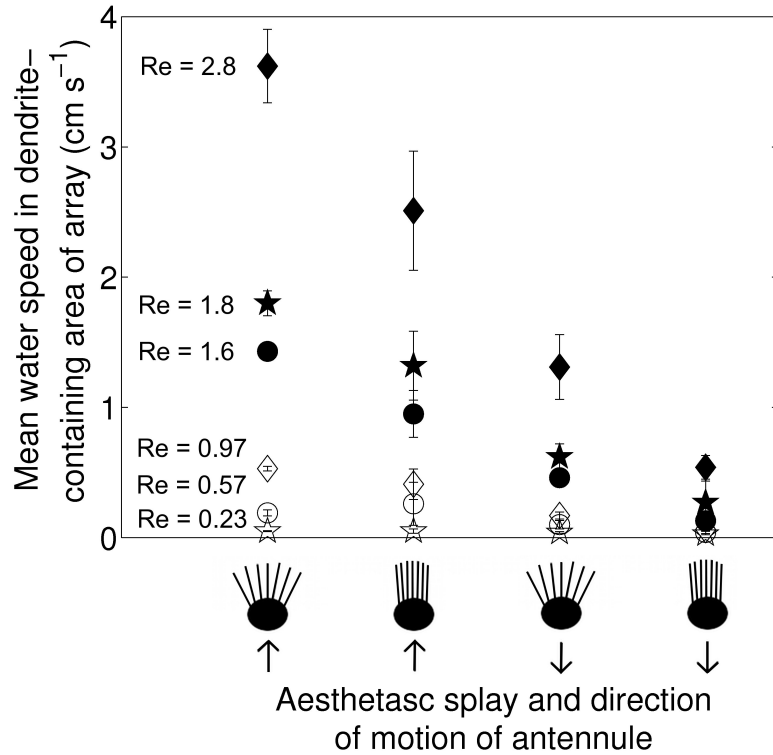 Mean water speed in dendrite–
containing area of array (cm s⁻¹)
4
3
2
1
0
Re = 2.8
Re = 1.8
Re = 1.6
Re = 0.97
Re = 0.57
Re = 0.23
Aesthetasc splay and direction
of motion of antennule